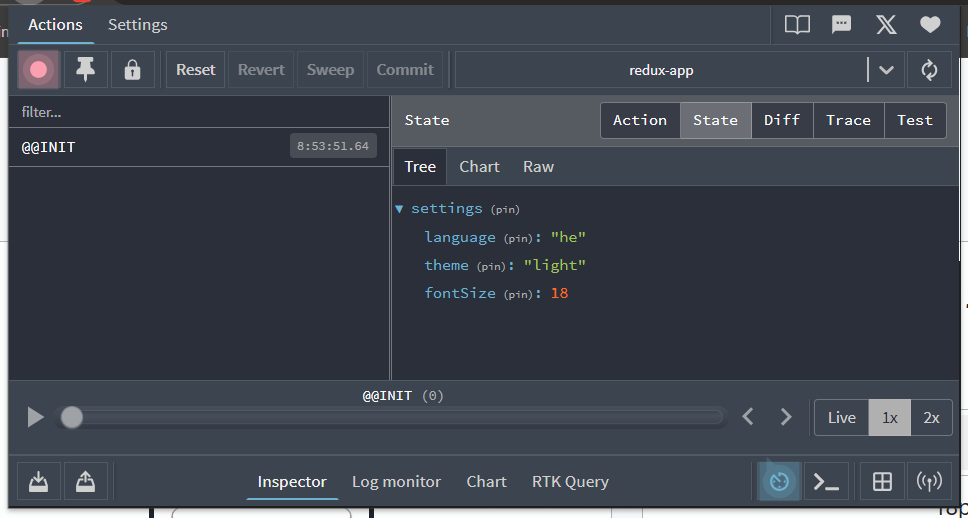 Actions Settings
Reset Revert Sweep Commit redux-app
filter...
State Action State Diff Trace Test
@@INIT 8:53:51.64
Tree Chart Raw
settings (pin)
language (pin): "he"
theme (pin): "light"
fontSize (pin): 18
@@INIT (0)
Live 1x 2x
Inspector Log monitor Chart RTK Query